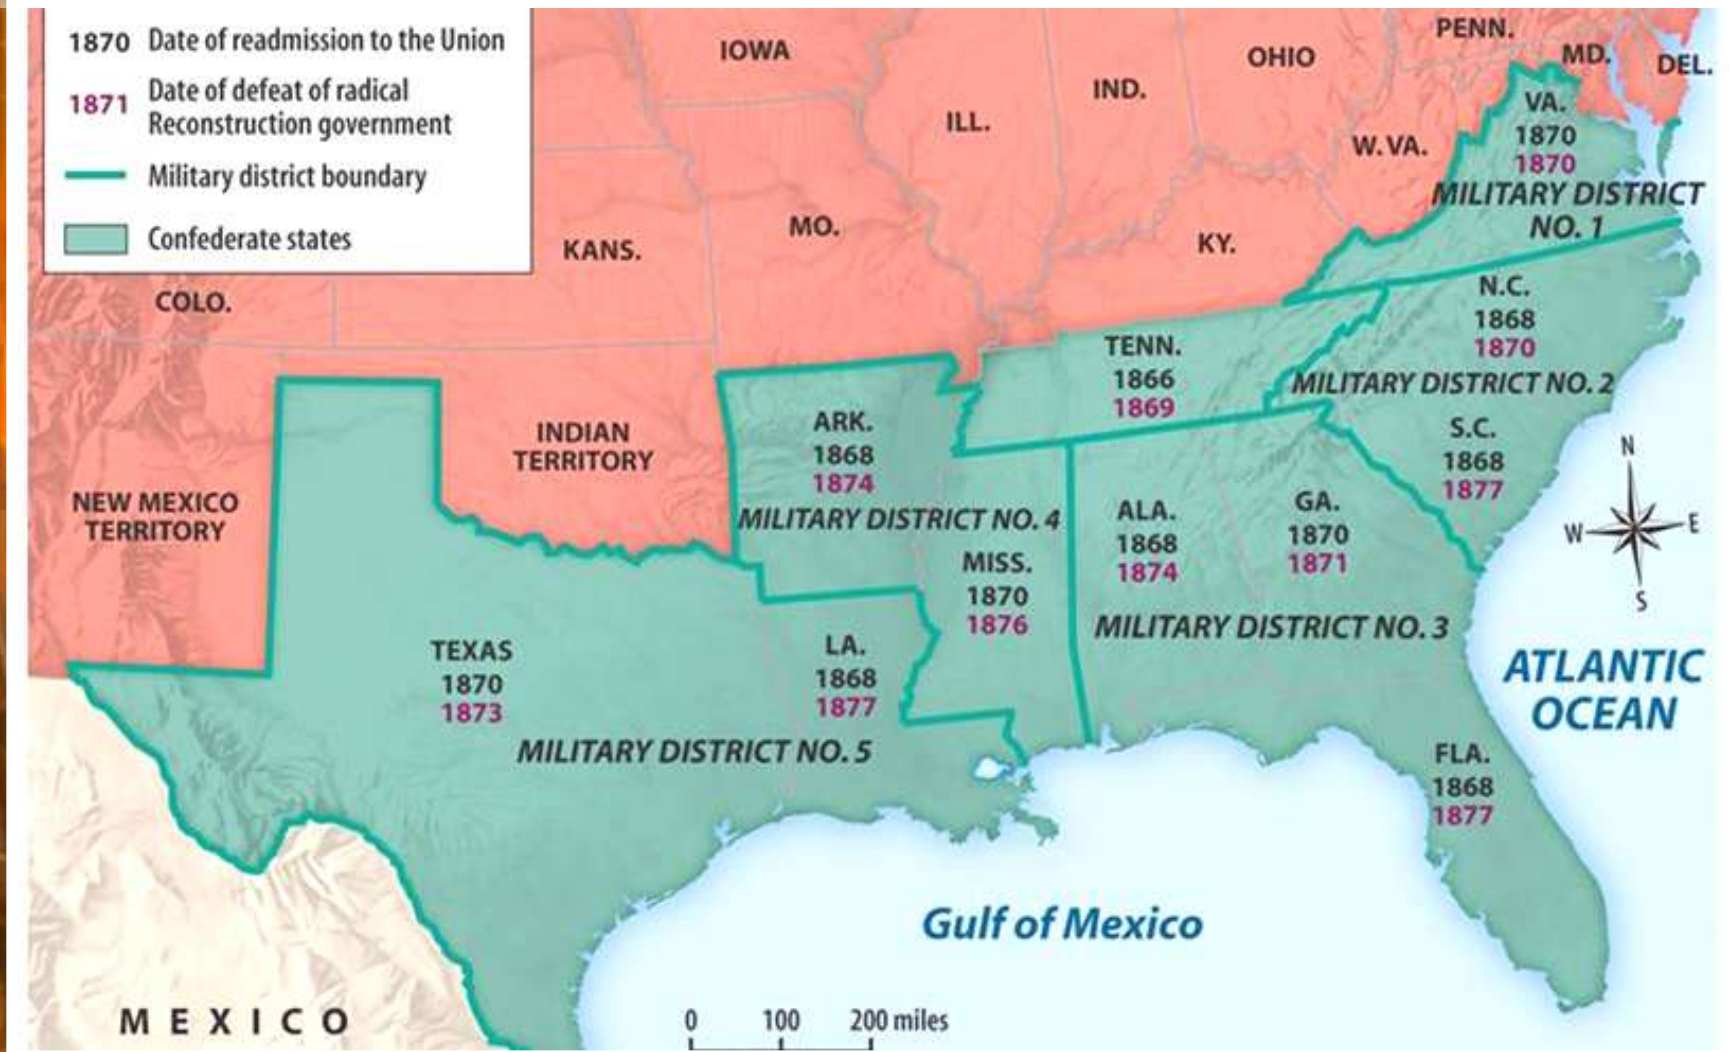 1870 Date of readmission to the Union
1871 Date of defeat of radical
Reconstruction government
Military district boundary
Confederate states
IOWA
ILL.
IND.
OHIO
PENN.
MD.
DEL.
W.VA.
VA.
1870
1870
MILITARY DISTRICT
NO. 1
KANS.
MO.
KY.
COLO.
N.C.
1868
1870
MILITARY DISTRICT NO. 2
S.C.
1868
1877
TENN.
1866
1869
ARK.
1868
1874
MILITARY DISTRICT NO. 4
MISS.
1870
1876
INDIAN
TERRITORY
NEW MEXICO
TERRITORY
ALA.
1868
1874
GA.
1870
1871
MILITARY DISTRICT NO. 3
N
W
E
S
TEXAS
1870
1873
LA.
1868
1877
MILITARY DISTRICT NO. 5
FLA.
1868
1877
ATLANTIC
OCEAN
Gulf of Mexico
MEXICO
0 100 200 miles